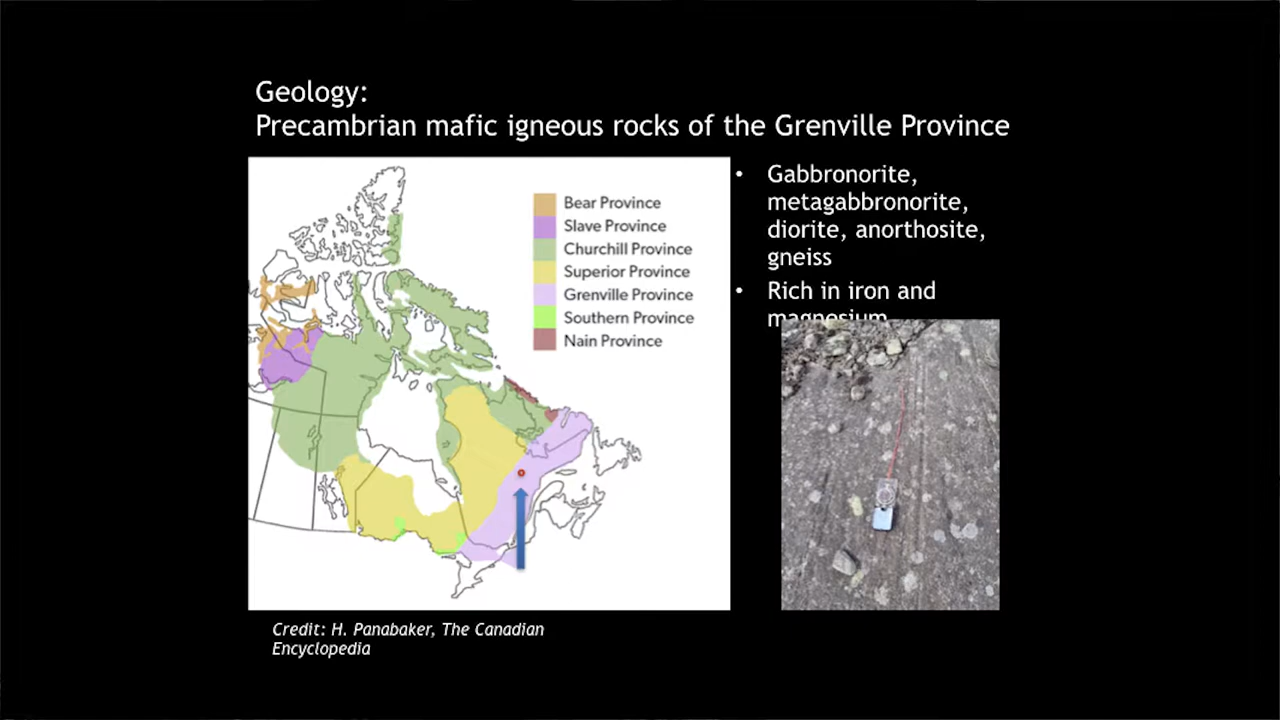 Geology:
Precambrian mafic igneous rocks of the Grenville Province
Bear Province
Slave Province
Churchill Province
Superior Province
Grenville Province
Southern Province
Nain Province
• Gabbronorite,
metagabbronorite,
diorite, anorthosite,
gneiss
• Rich in iron and
magnesium
Credit: H. Panabaker, The Canadian
Encyclopedia